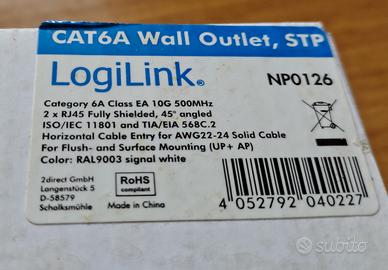 CAT6A Wall Outlet, STP
LogiLink®
NP0126
Category 6A Class EA 10G 500MHz
2 x RJ45 Fully Shielded, 45° angled
ISO/IEC 11801 and TIA/EIA 568C.2
Horizontal Cable Entry for AWG22-24 Solid Cable
For Flush- and Surface Mounting (UP+ AP)
Color: RAL9003 signal white
2direct GmbH
Langenstück 5
D-58579
Schalksmühle
RoHS
compliant
Made in China
4 052792 040227
subito